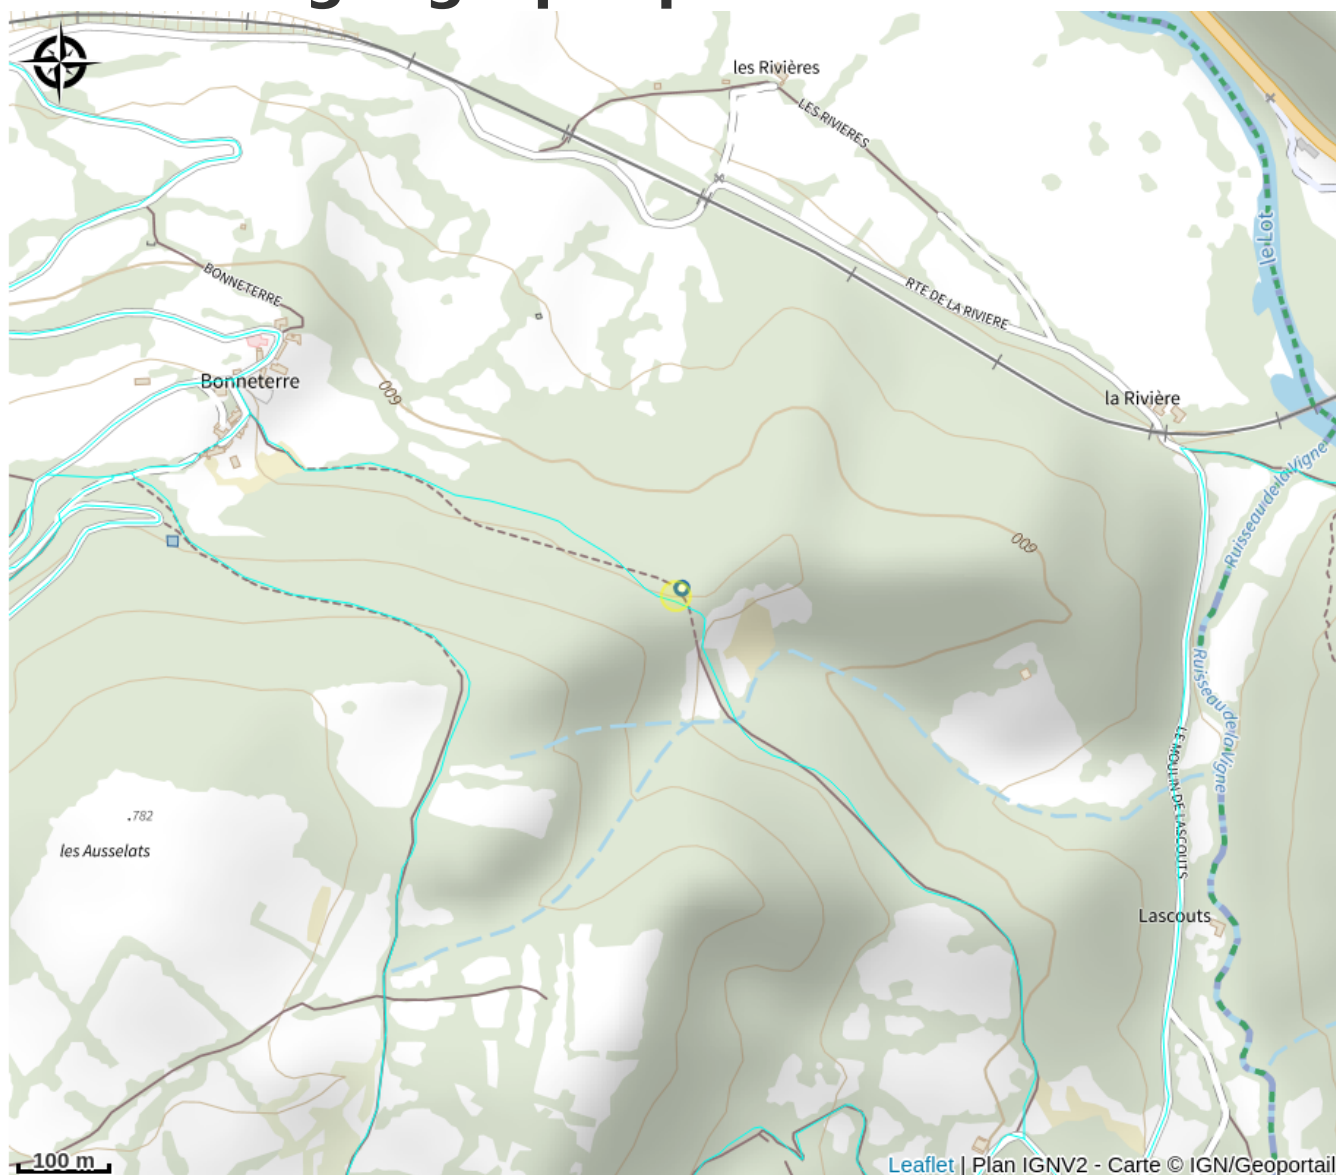 les Rivières
LES RIVIERES
le Lot
BONNETERRE
RTE DE LA RIVIERE
Bonneterre
600
la Rivière
Ruisseau de la Vigne
600
Ruisseau de la Vigne
LE MOULIN DE LASCOUTS
.782
les Ausselats
Lascouts
100 m
Leaflet | Plan IGNV2 - Carte © IGN/Geoportail